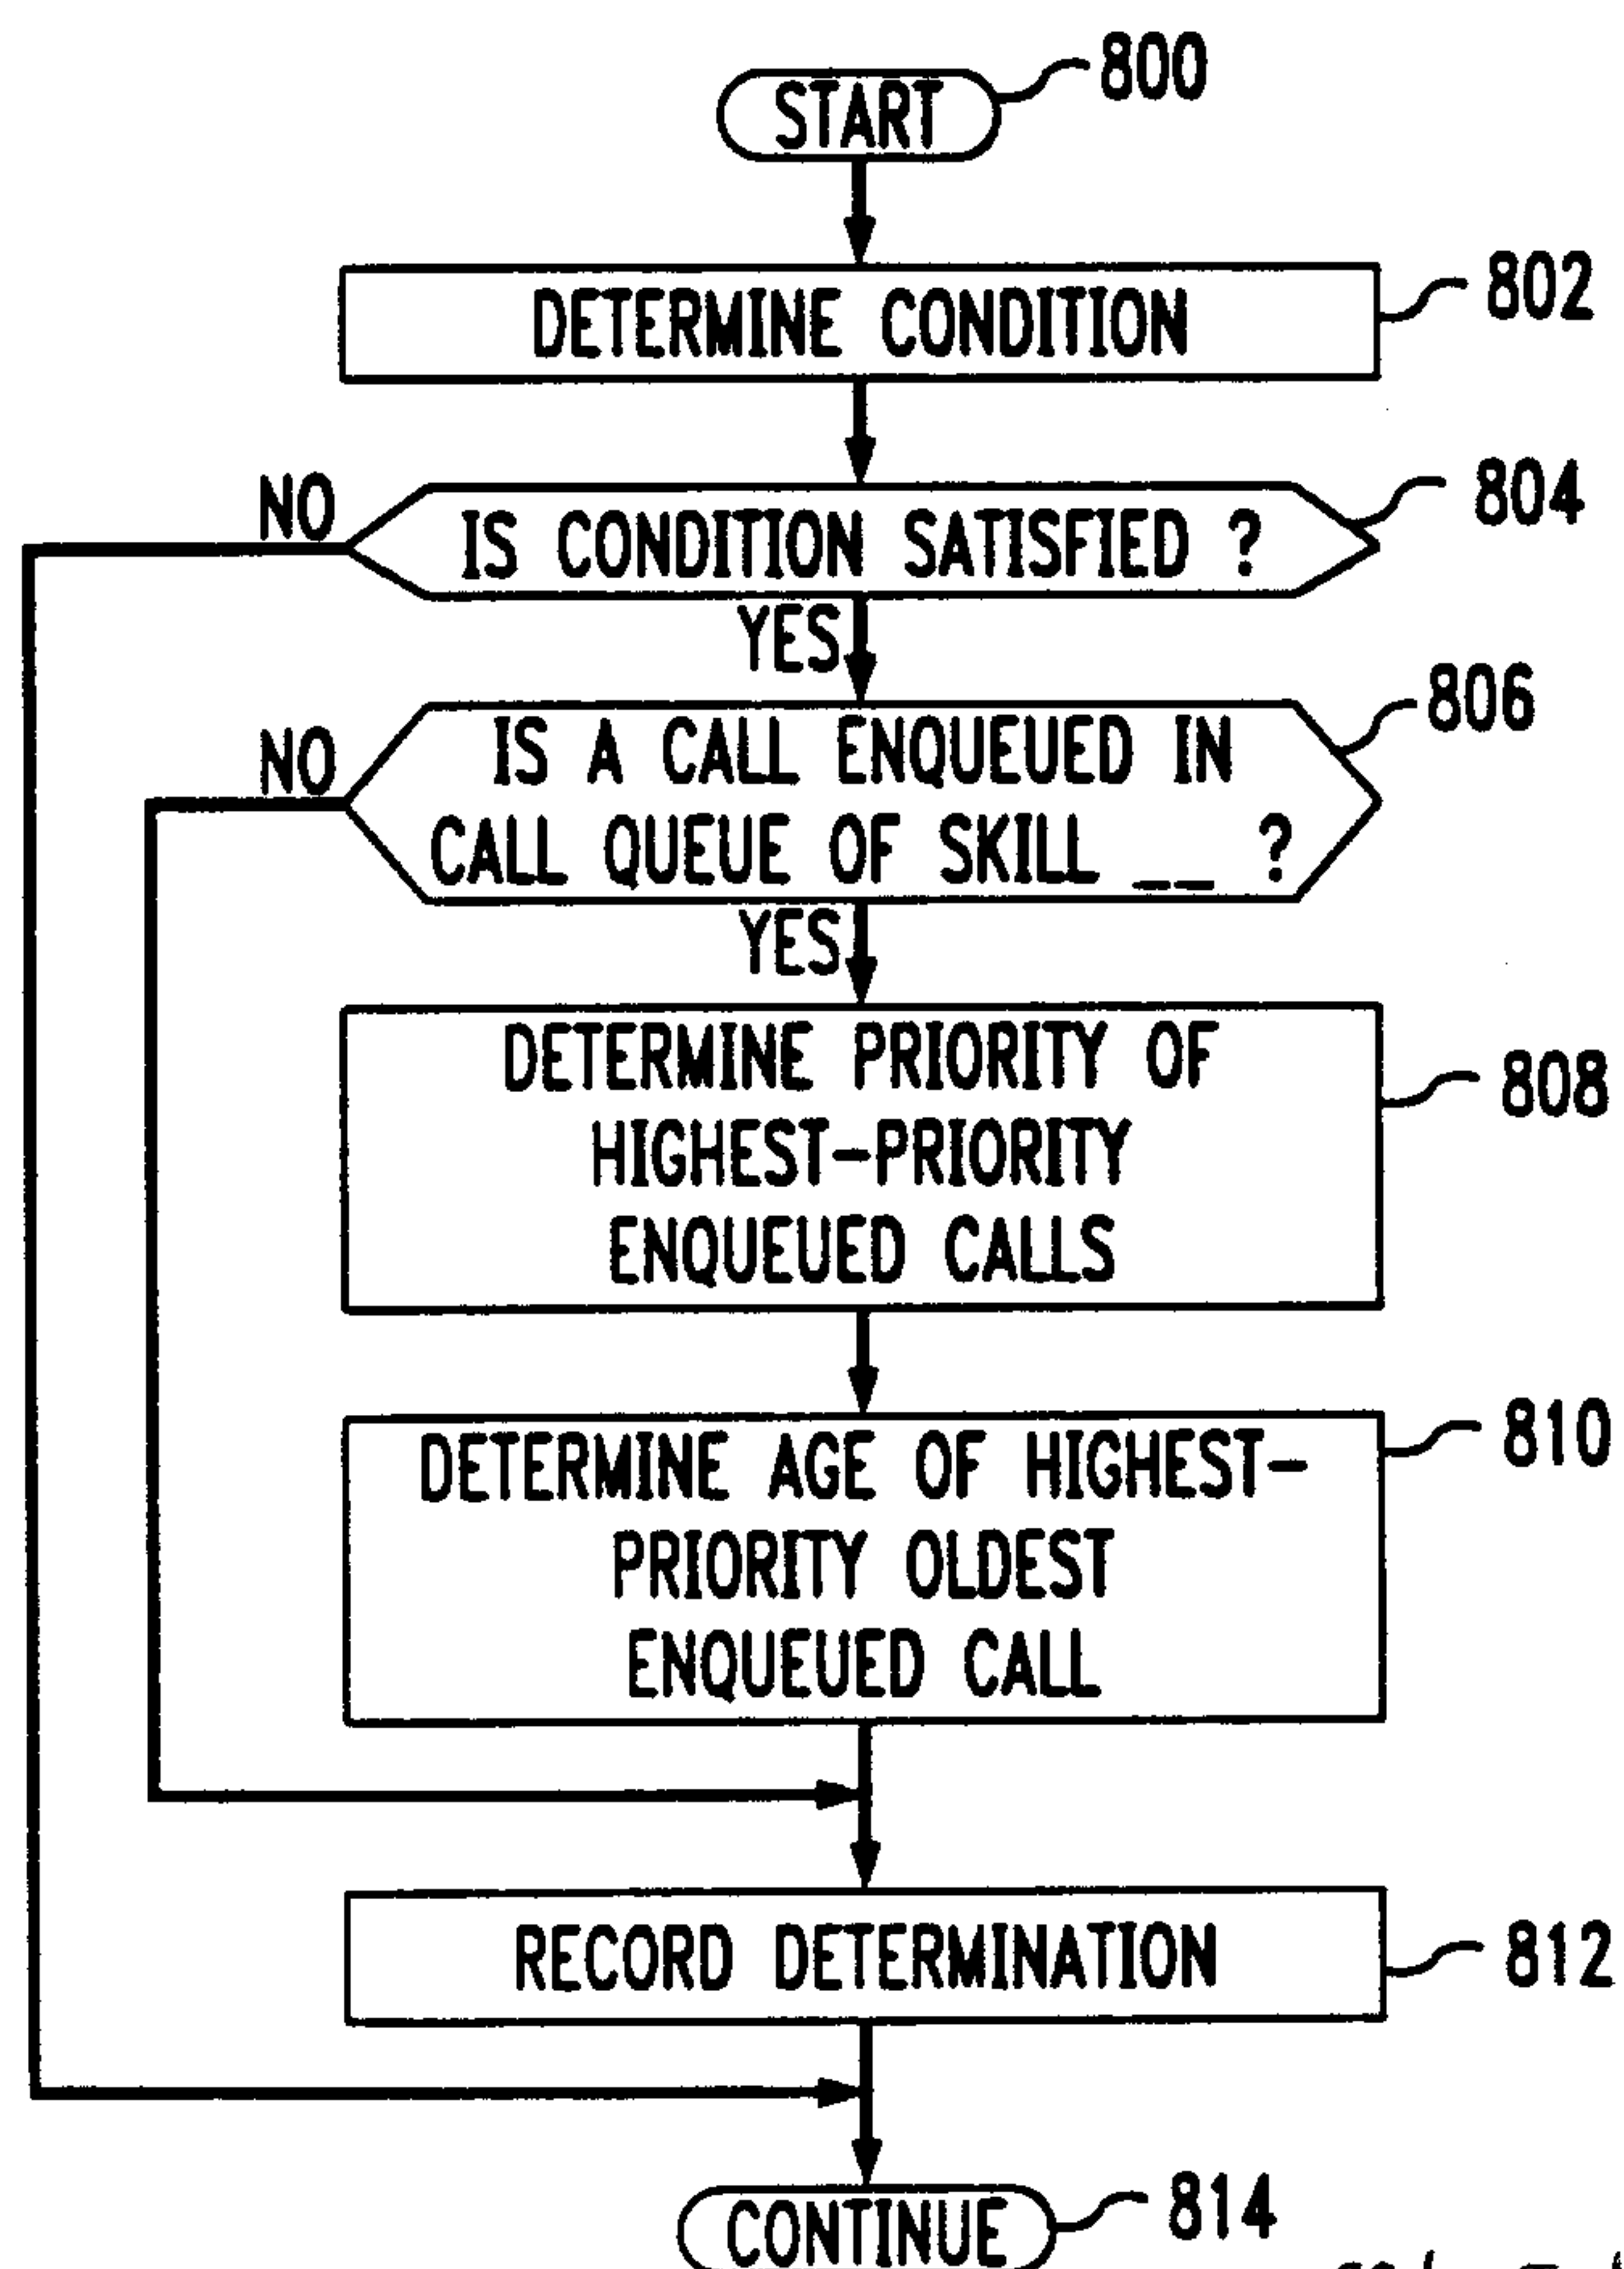 START
800
DETERMINE CONDITION
802
NO
IS CONDITION SATISFIED ?
804
YES
NO
IS A CALL ENQUEUED IN
CALL QUEUE OF SKILL __ ?
806
YES
DETERMINE PRIORITY OF
HIGHEST-PRIORITY
ENQUEUED CALLS
808
DETERMINE AGE OF HIGHEST-
PRIORITY OLDEST
ENQUEUED CALL
810
RECORD DETERMINATION
812
CONTINUE
814